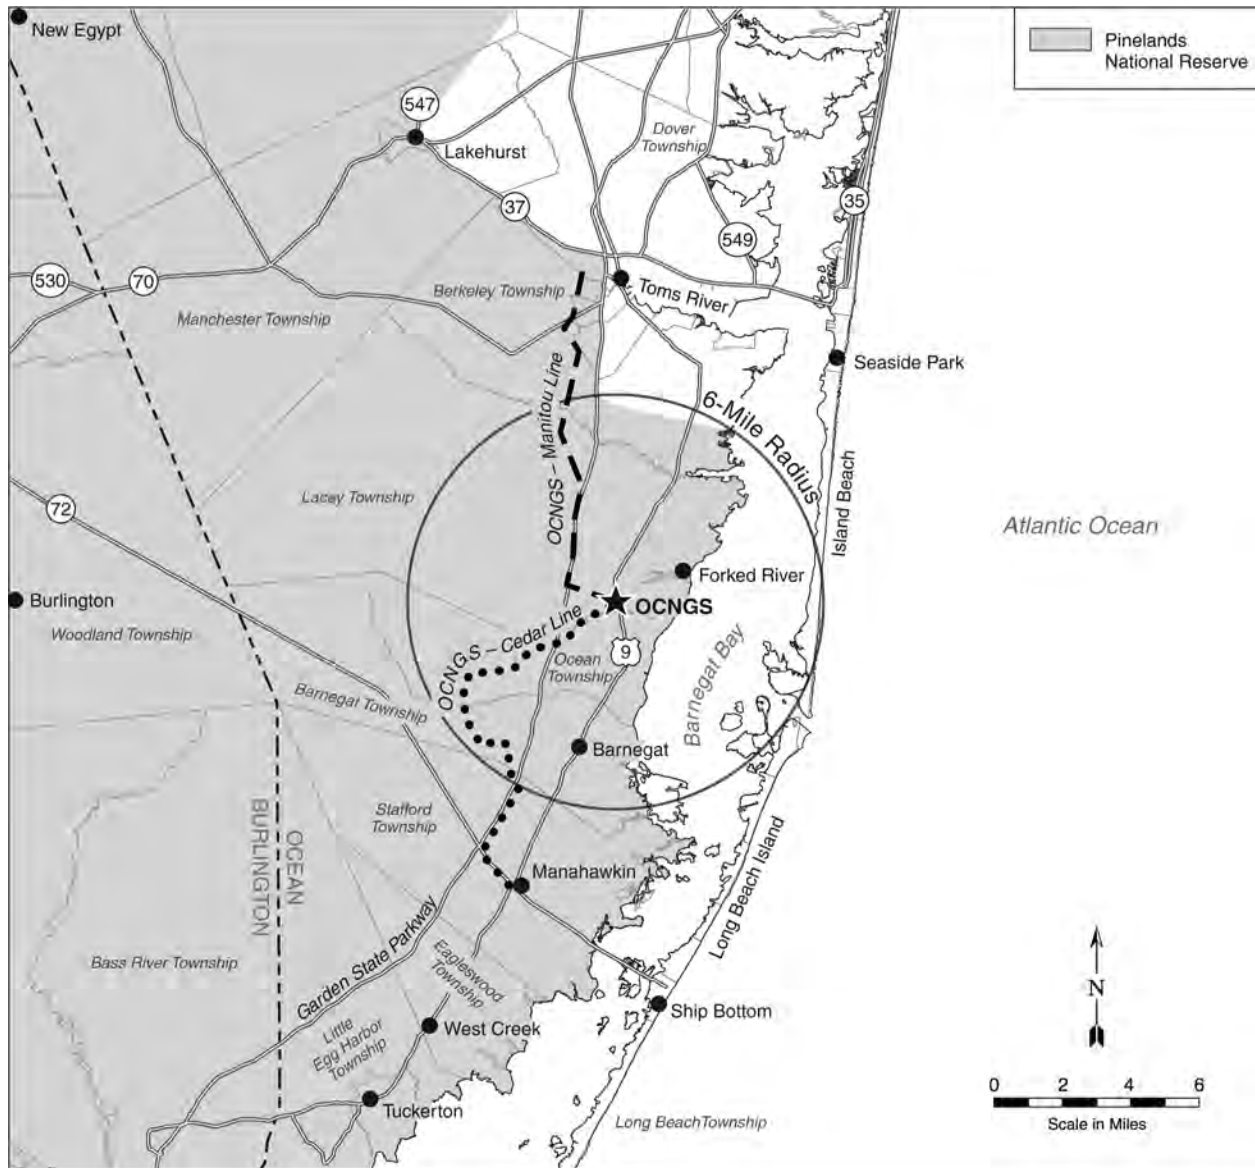 New Egypt
Pinelands
National Reserve
547
Lakehurst
Dover
Township
37
35
549
530
70
Berkeley Township
Toms River
Manchester Township
Seaside Park
OCNGS – Manitou Line
6-Mile Radius
Lacey Township
72
Island Beach
Atlantic Ocean
Forked River
Burlington
OCNGS
Woodland Township
OCNGS – Cedar Line
9
Ocean
Township
Barnegat Township
Barnegat Bay
Barnegat
Stafford
Township
OCEAN
BURLINGTON
Manahawkin
Long Beach Island
Garden State Parkway
Eagleswood
Township
Bass River Township
N
Ship Bottom
West Creek
Little
Egg Harbor
Township
0 2 4 6
Scale in Miles
Tuckerton
Long BeachTownship